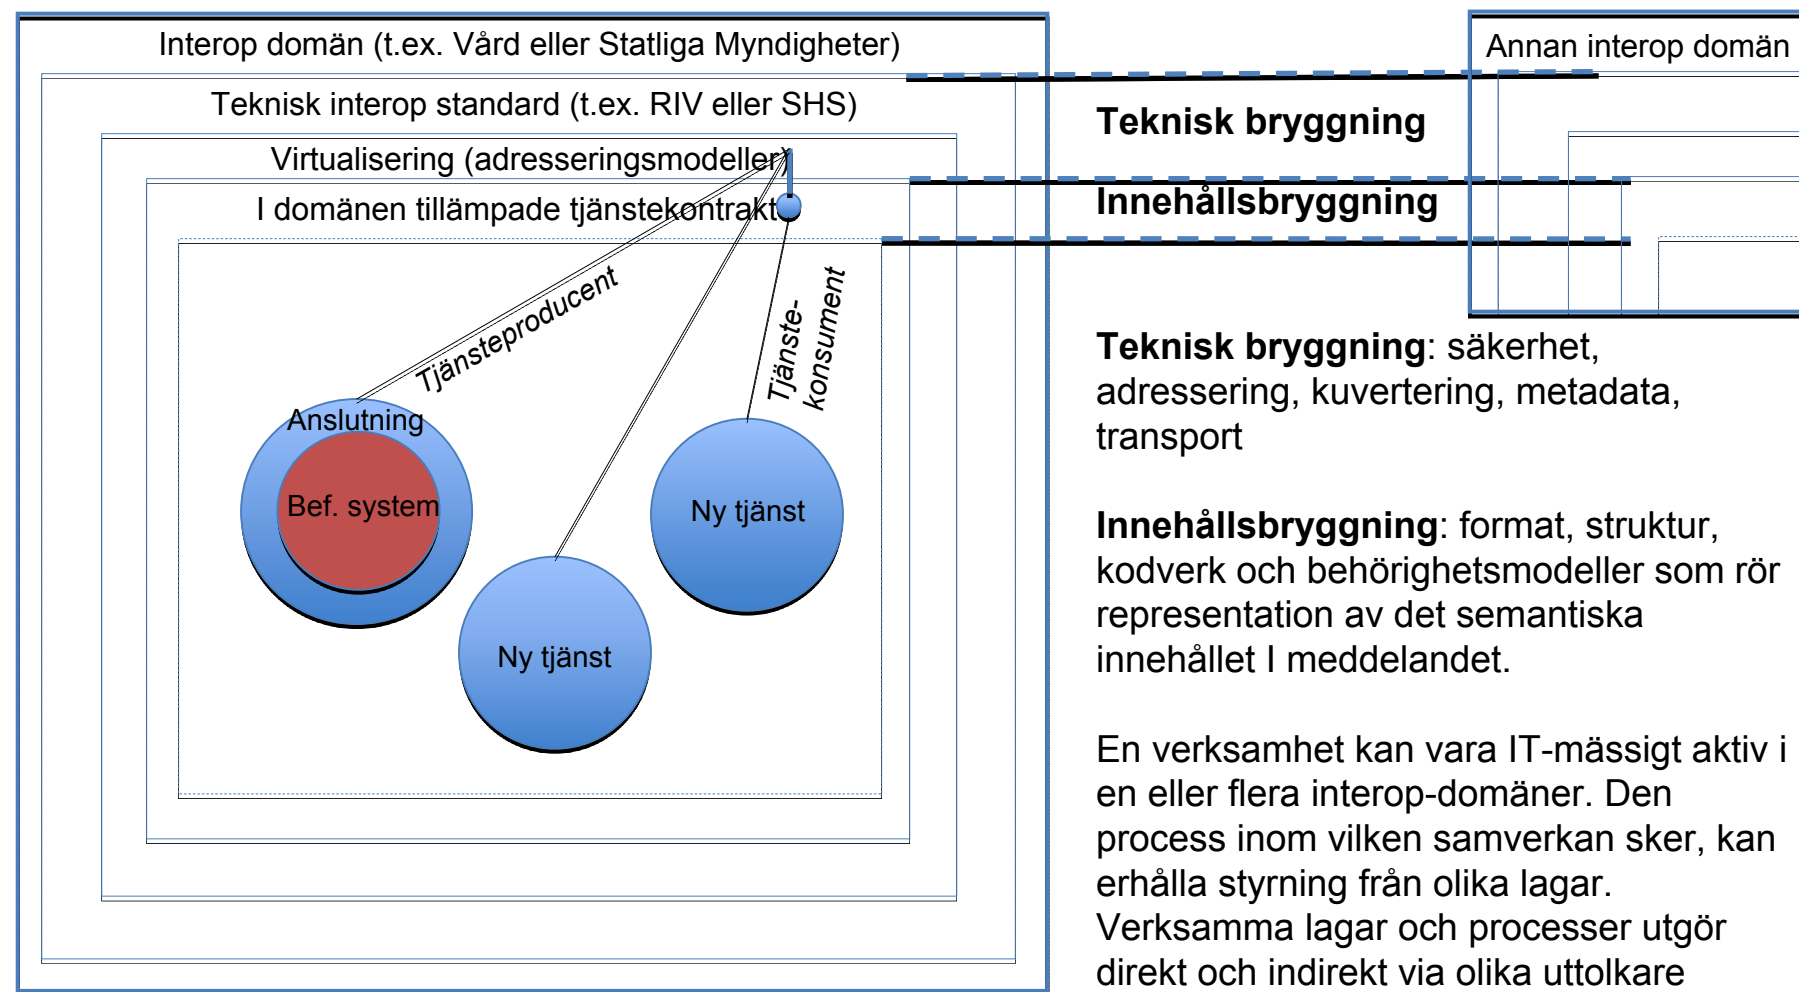 Interop domän (t.ex. Vård eller Statliga Myndigheter)
Teknisk interop standard (t.ex. RIV eller SHS)
Virtualisering (adresseringsmodeller)
I domänen tillämpade tjänstekontrakt
Tjänsteproducent
Tjänste-
konsument
Anslutning
Bef. system
Ny tjänst
Ny tjänst
Annan interop domän
Teknisk bryggning
Innehållsbryggning
Teknisk bryggning: säkerhet,
adressering, kuvertering, metadata,
transport
Innehållsbryggning: format, struktur,
kodverk och behörighetsmodeller som rör
representation av det semantiska
innehållet I meddelandet.
En verksamhet kan vara IT-mässigt aktiv i
en eller flera interop-domäner. Den
process inom vilken samverkan sker, kan
erhålla styrning från olika lagar.
Verksamma lagar och processer utgör
direkt och indirekt via olika uttolkare